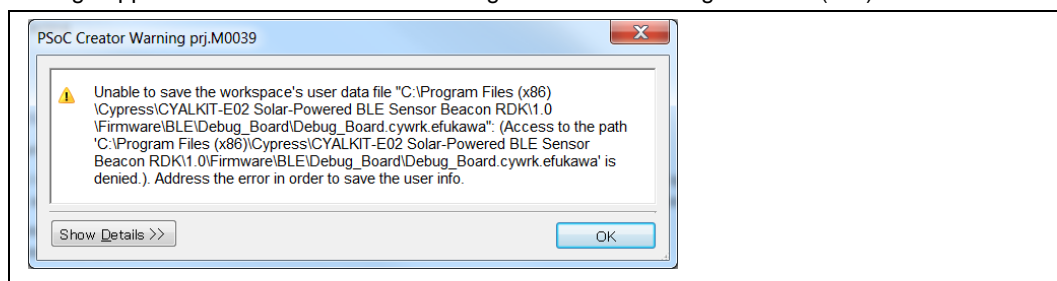 PSoC Creator Warning prj.M0039
Unable to save the workspace's user data file "C:\Program Files (x86)
\Cypress\CYALKIT-E02 Solar-Powered BLE Sensor Beacon RDK\1.0
\Firmware\BLE\Debug_Board\Debug_Board.cywrk.efukawa": (Access to the path
'C:\Program Files (x86)\Cypress\CYALKIT-E02 Solar-Powered BLE Sensor
Beacon RDK\1.0\Firmware\BLE\Debug_Board\Debug_Board.cywrk.efukawa' is
denied.). Address the error in order to save the user info.
Show Details >>
OK